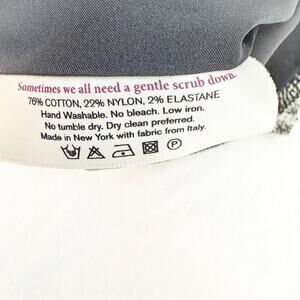 Sometimes we all need a gentle scrub down.
76% COTTON, 22% NYLON, 2% ELASTANE
Hand Washable. No bleach. Low iron.
No tumble dry. Dry clean preferred.
Made in New York with fabric from Italy.
P